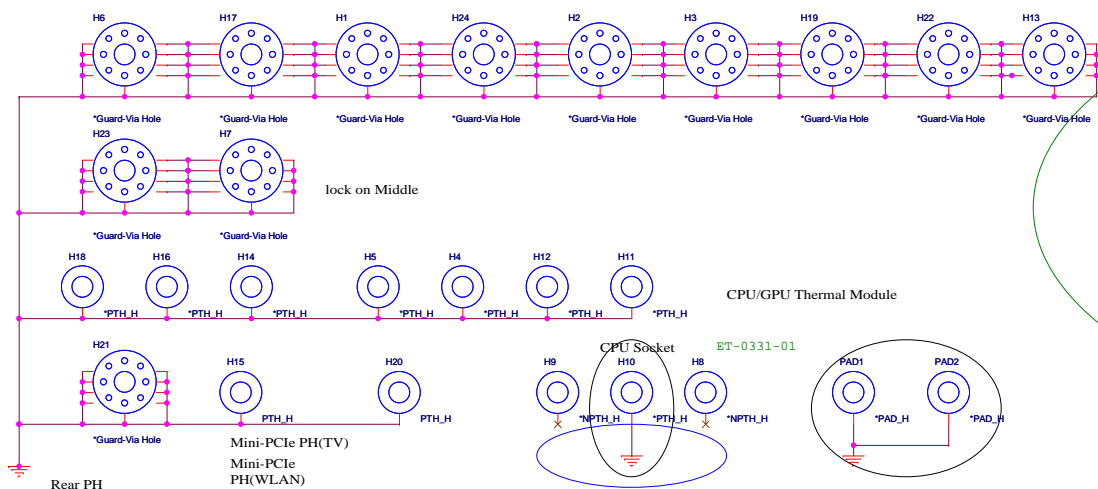 H6 H17 H1 H24 H2 H3 H19 H22 H13
*Guard-Via Hole *Guard-Via Hole *Guard-Via Hole *Guard-Via Hole *Guard-Via Hole *Guard-Via Hole *Guard-Via Hole *Guard-Via Hole *Guard-Via Hole
H23 H7
lock on Middle
*Guard-Via Hole *Guard-Via Hole
H18 H16 H14 H5 H4 H12 H11
CPU/GPU Thermal Module
*PTH_H *PTH_H *PTH_H *PTH_H *PTH_H *PTH_H *PTH_H
CPU Socket ET-0331-01
H21 H15 H20 H9 H10 H8 PAD1 PAD2
PTH_H PTH_H *NPTH_H *PTH_H *NPTH_H *PAD_H *PAD_H
*Guard-Via Hole
Mini-PCIe PH(TV)
Mini-PCIe
PH(WLAN)
Rear PH